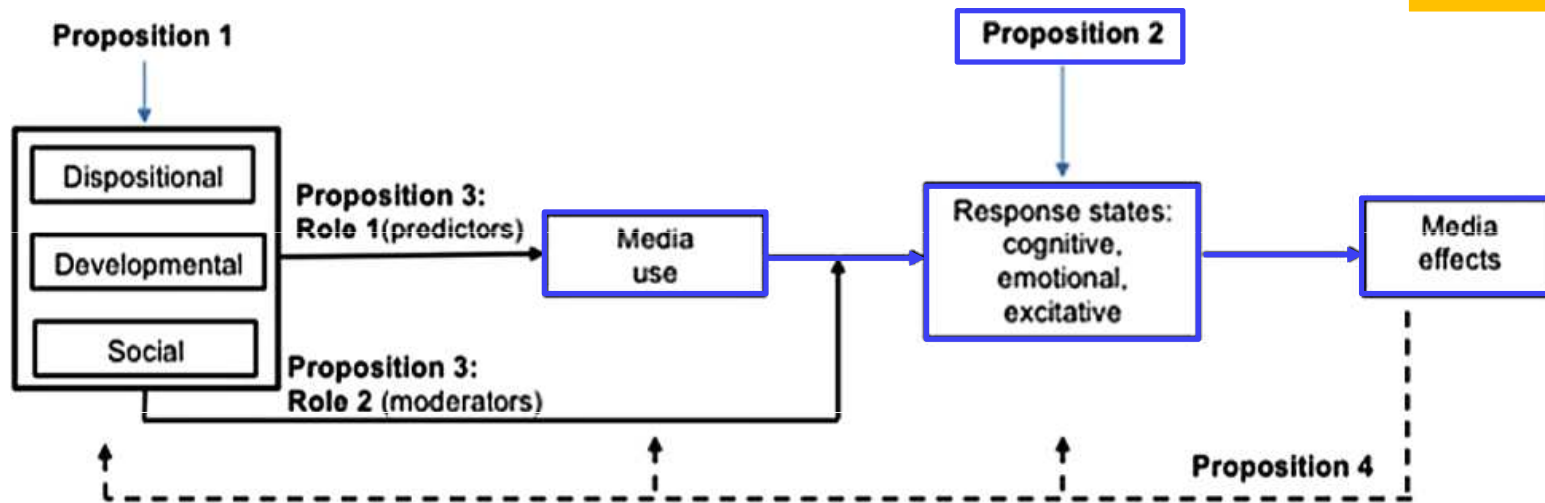 Proposition 1
Proposition 2
Dispositional
Developmental
Social
Proposition 3:
Role 1(predictors)
Proposition 3:
Role 2 (moderators)
Media
use
Response states:
cognitive,
emotional,
excitative
Media
effects
Proposition 4